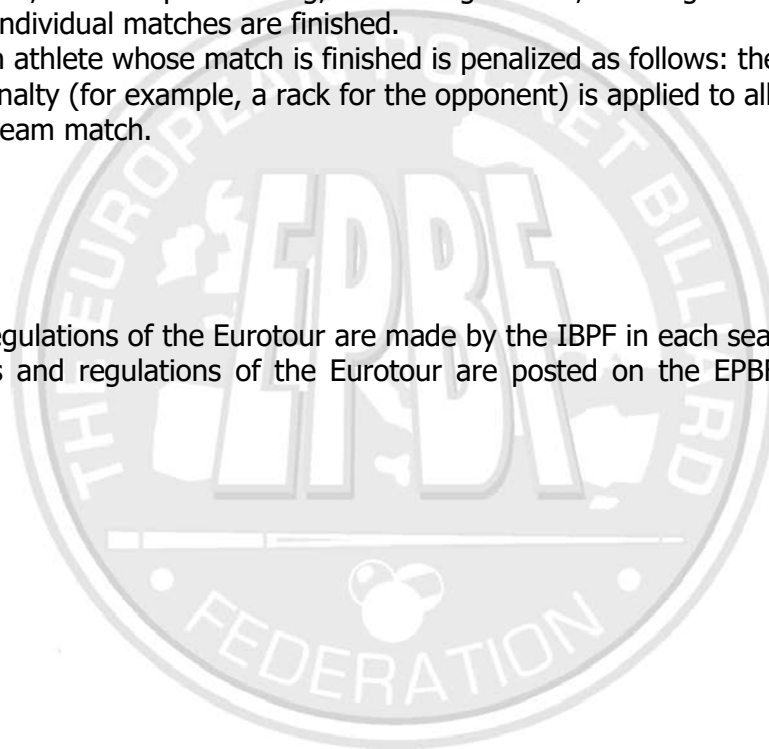 individual matches are finished.
athlete whose match is finished is penalized as follows: the
nalty (for example, a rack for the opponent) is applied to all
eam match.
THE EUROPEAN POCKET BILLIARD
EPBF
egulations of the Eurotour are made by the IBPF in each sea
s and regulations of the Eurotour are posted on the EPBF
FEDERATION